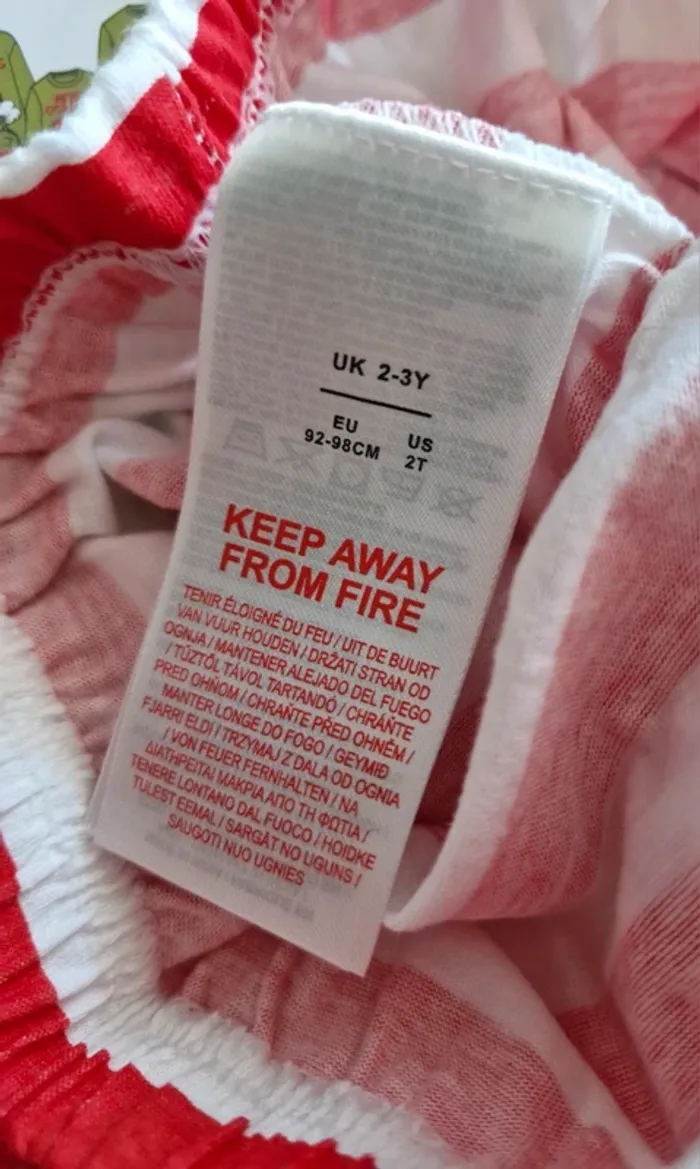 UK 2-3Y
EU US
92-98CM 2T
KEEP AWAY
FROM FIRE
TENIR ÉLOIGNÉ DU FEU / UIT DE BUURT
VAN VUUR HOUDEN / DRŽATI STRAN OD
OGNJA / MANTENER ALEJADO DEL FUEGO
/ TŰZTŐL TÁVOL TARTANDÓ / CHRÁŇTE
PRED OHŇOM / CHRAŇTE PŘED OHNĚM /
MANTER LONGE DO FOGO / GEYMIÐ
FJARRI ELDI / TRZYMAJ Z DALA OD OGNIA
/ VON FEUER FERNHALTEN / ΝΑ
ΔΙΑΤΗΡΕΙΤΑΙ ΜΑΚΡΙΑ ΑΠΟ ΤΗ ΦΩΤΙΑ /
TENERE LONTANO DAL FUOCO / HOIDKE
TULEST EEMAL / SARGĀT NO UGUNS /
SAUGOTI NUO UGNIES